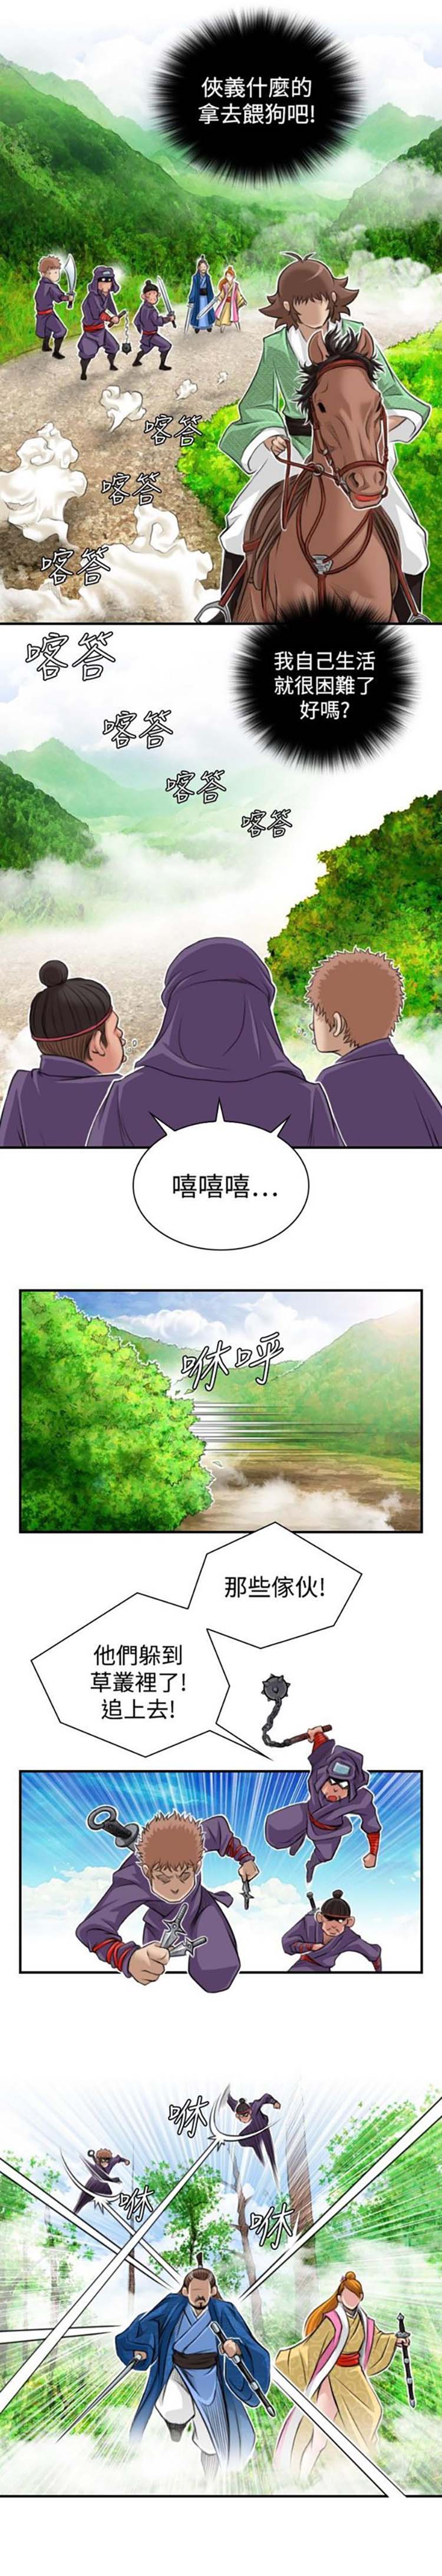 俠義什麼的
拿去餵狗吧!
喀答
喀答
喀答
喀答
我自己生活
就很困難了
好嗎?
喀答
喀答
喀答
嘻嘻嘻...
咻呼
那些傢伙!
他們躲到
草叢裡了!
追上去!
咻
咻
咻